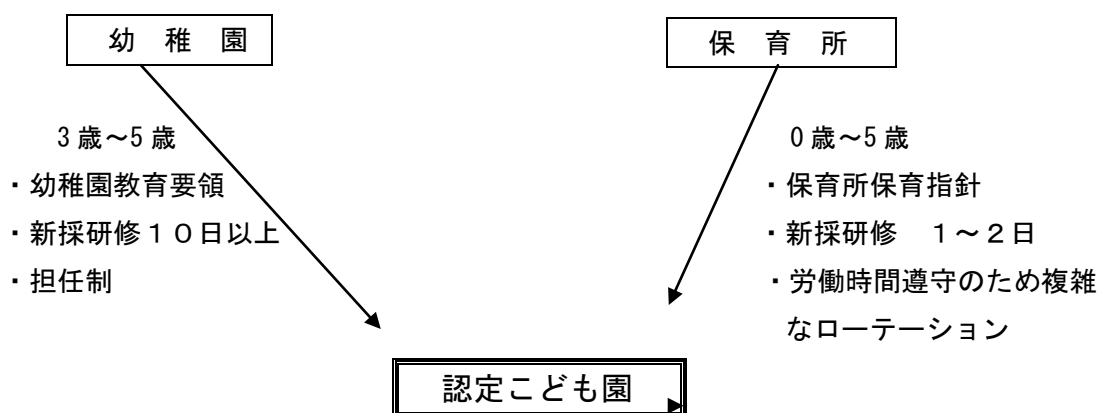 幼 稚 園
3歳～5歳
・幼稚園教育要領
・新採研修１０日以上
・担任制
保 育 所
0歳～5歳
・保育所保育指針
・新採研修　１～２日
・労働時間遵守のため複雑
なローテーション
認定こども園